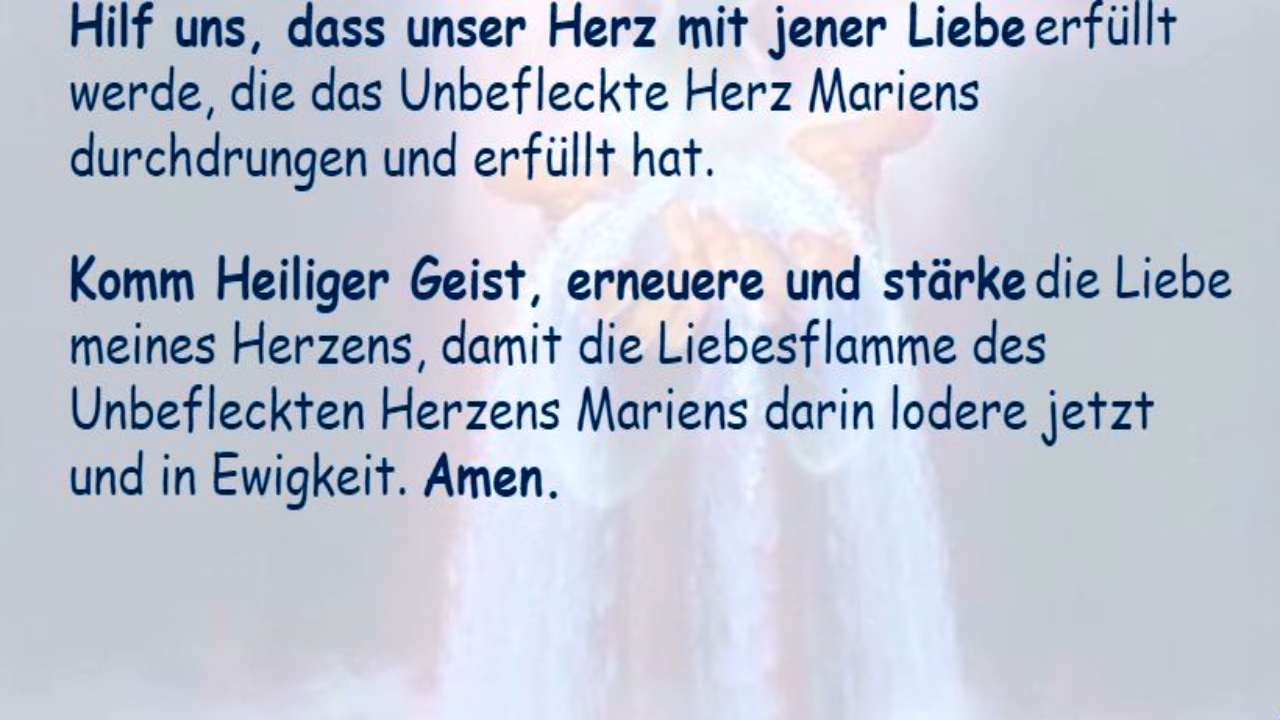 Hilf uns, dass unser Herz mit jener Liebe erfüllt
werde, die das Unbefleckte Herz Mariens
durchdrungen und erfüllt hat.
Komm Heiliger Geist, erneuere und stärke die Liebe
meines Herzens, damit die Liebesflamme des
Unbefleckten Herzens Mariens darin lodere jetzt
und in Ewigkeit. Amen.